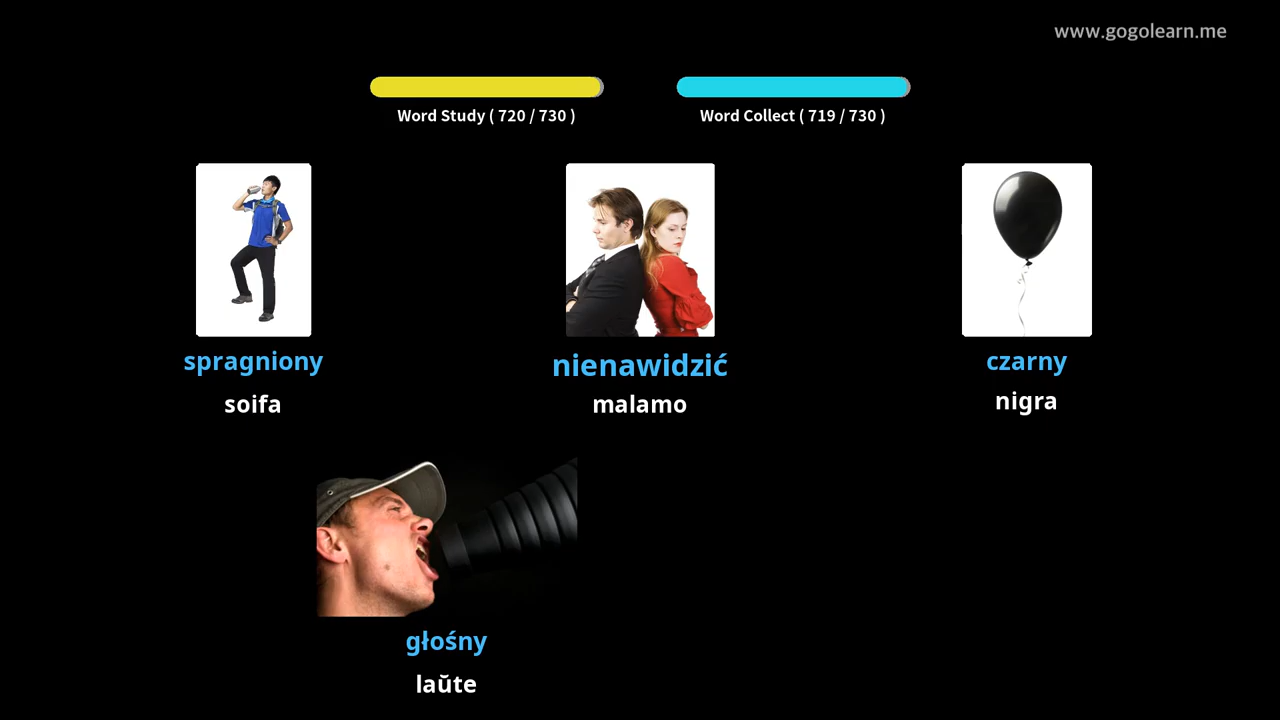 www.gogolearn.me
Word Study ( 720 / 730 )
Word Collect ( 719 / 730 )
spragniony
nienawidzić
czarny
soifa
malamo
nigra
głośny
laŭte